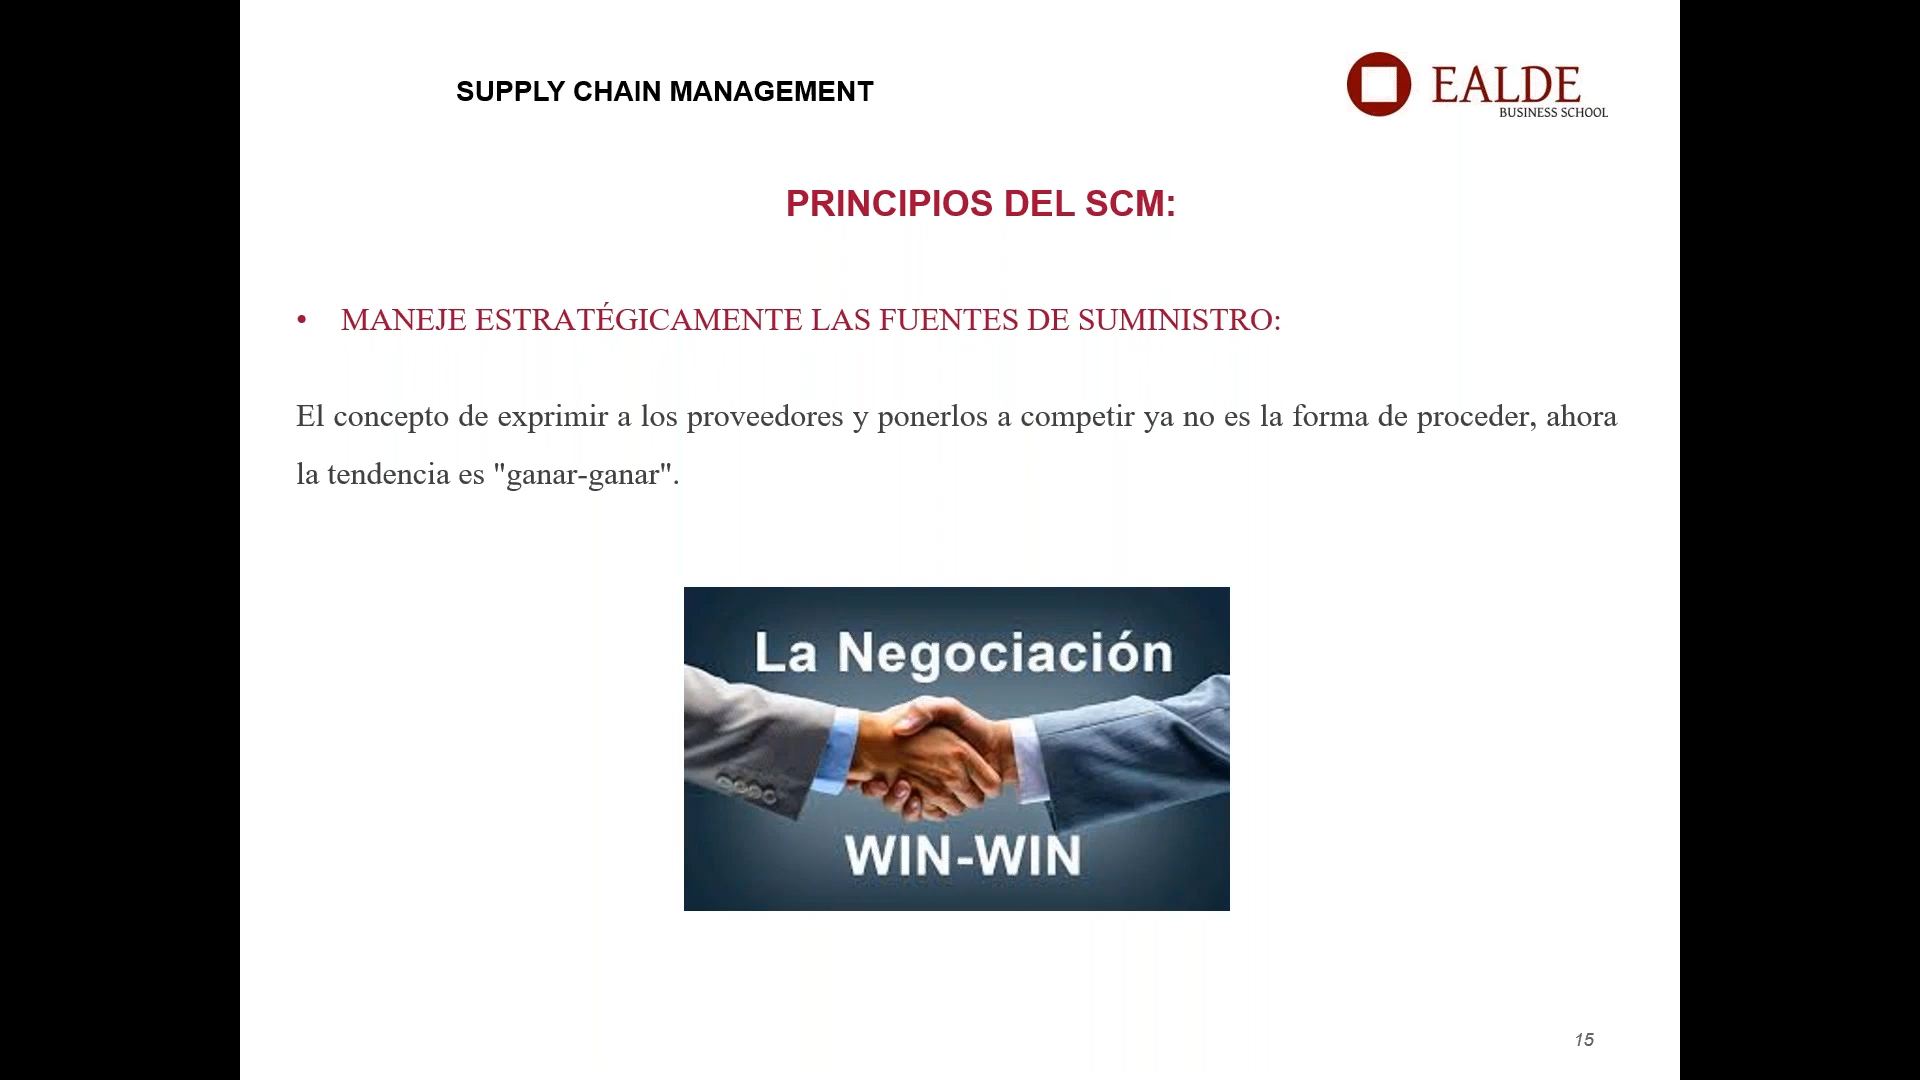 SUPPLY CHAIN MANAGEMENT
EALDE
BUSINESS SCHOOL
PRINCIPIOS DEL SCM:
• MANEJE ESTRATÉGICAMENTE LAS FUENTES DE SUMINISTRO:
El concepto de exprimir a los proveedores y ponerlos a competir ya no es la forma de proceder, ahora
la tendencia es "ganar-ganar".
La Negociación
WIN-WIN
15